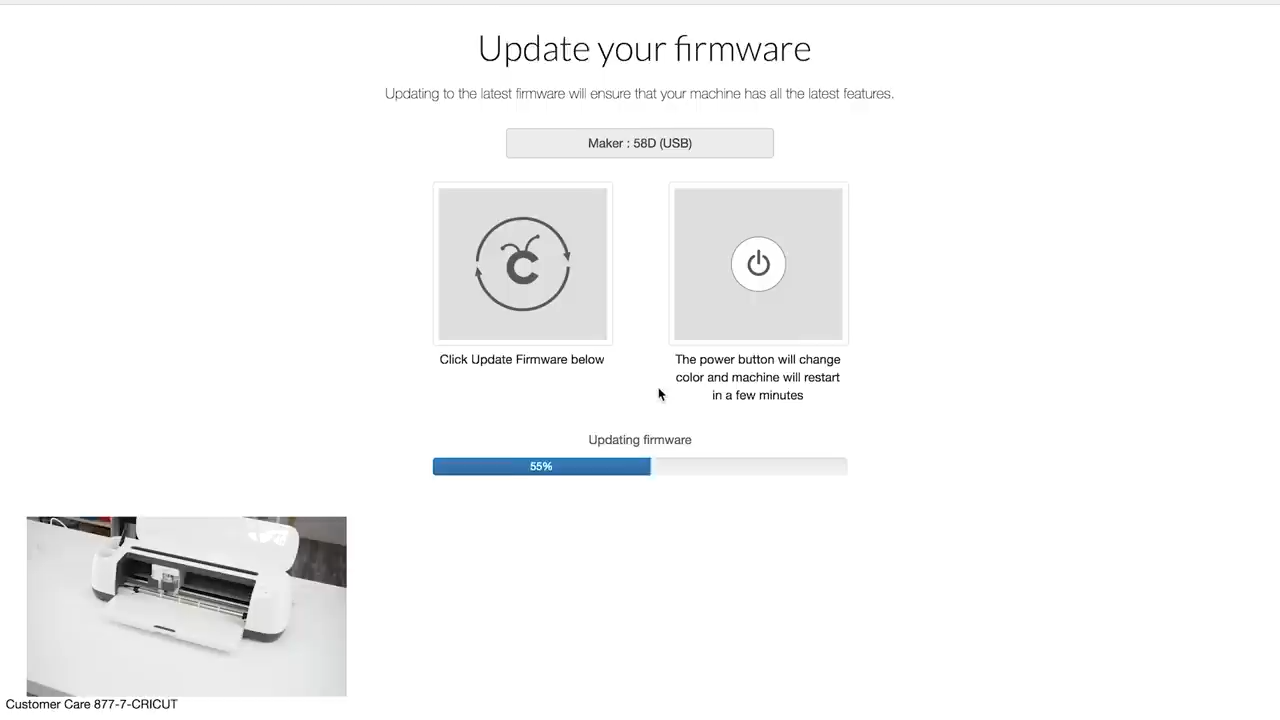 Update your firmware
Updating to the latest firmware will ensure that your machine has all the latest features.
Maker : 58D (USB)
C
Click Update Firmware below
The power button will change
color and machine will restart
in a few minutes
Updating firmware
55%
Customer Care 877-7-CRICUT